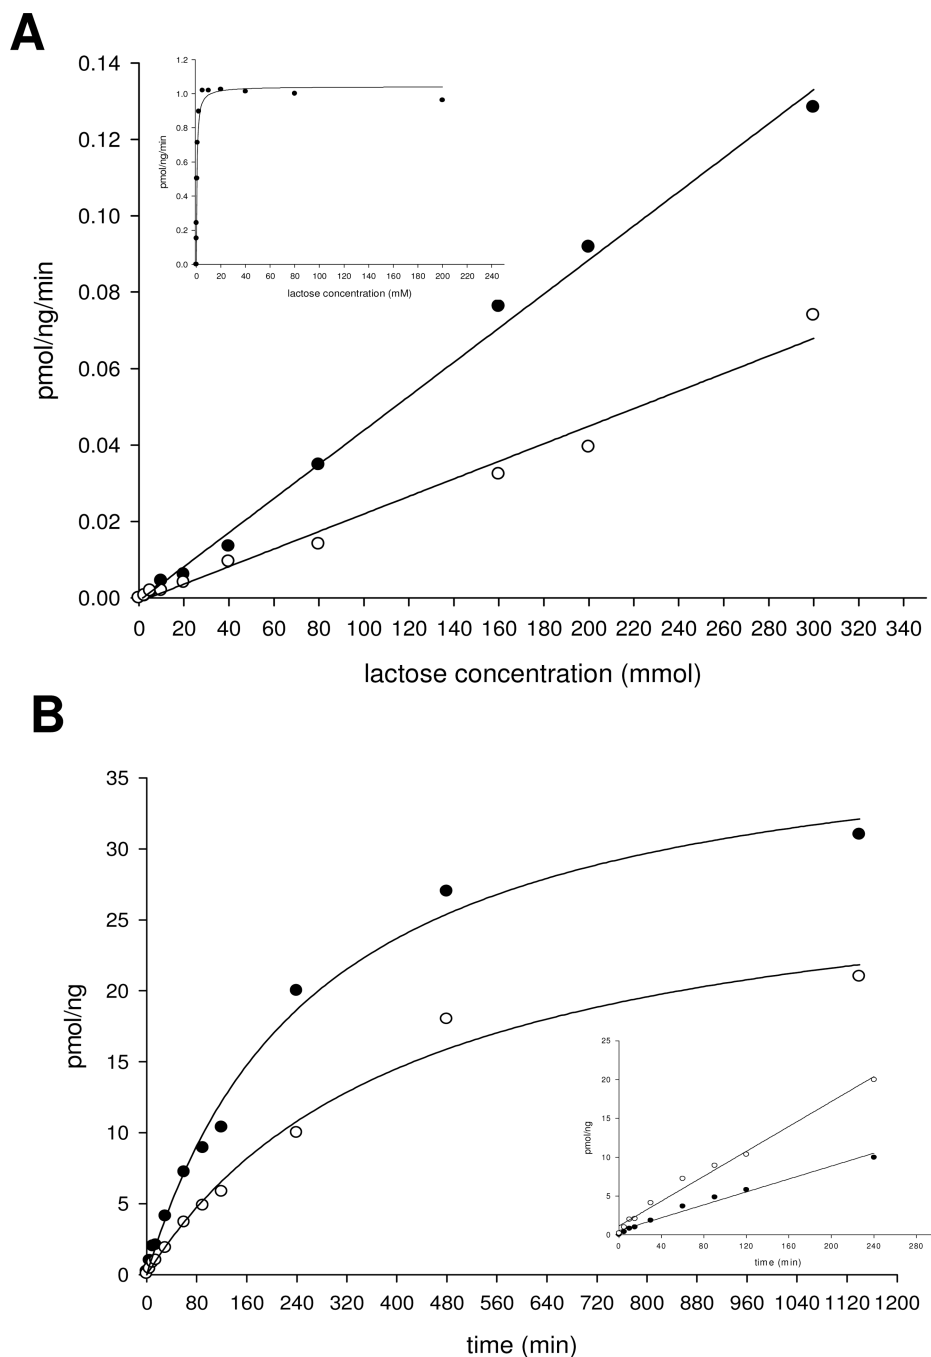 A
0.14
0.12
0.10
0.08
0.06
0.04
0.02
0.00
pmol/ng/min
0 20 40 60 80 100 120 140 160 180 200 220 240 260 280 300 320 340
lactose concentration (mmol)
1.2
1.0
0.8
0.6
0.4
0.2
0.0
pmol/ng/min
0 20 40 60 80 100 120 140 160 180 200 220 240
lactose concentration (mM)
B
35
30
25
20
15
10
5
0
pmol/ng
0 80 160 240 320 400 480 560 640 720 800 880 960 1040 1120 1200
time (min)
25
20
15
10
5
0
pmol/ng
0 40 80 120 160 200 240 280
time (min)